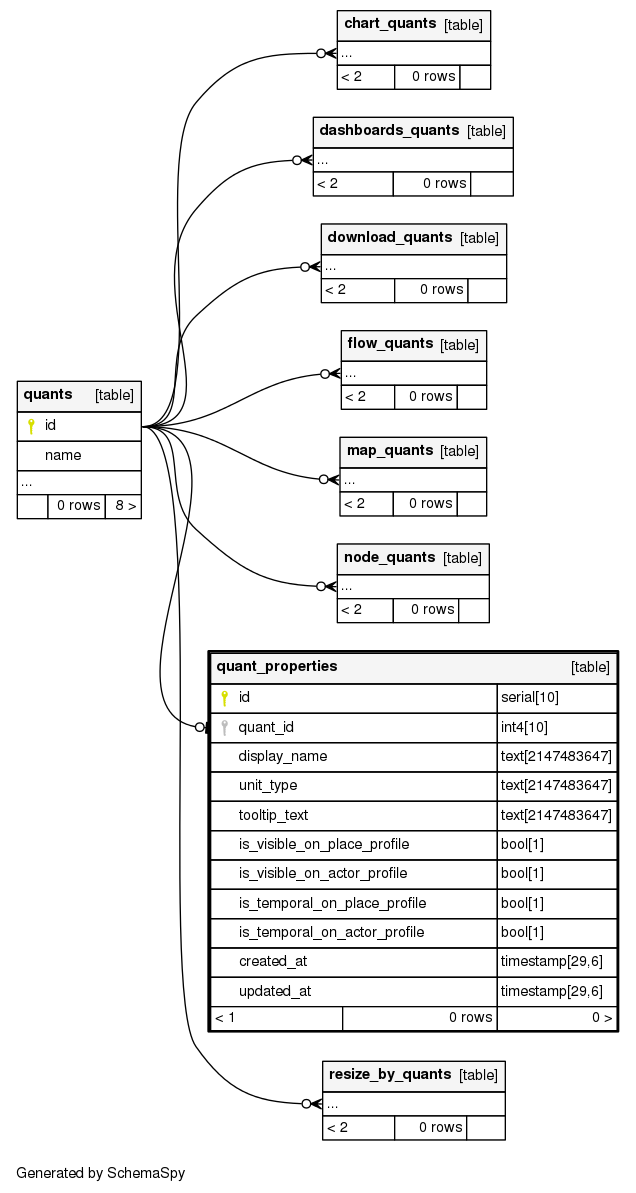 chart_quants [table]
...
< 2 0 rows
dashboards_quants [table]
...
< 2 0 rows
download_quants [table]
...
< 2 0 rows
flow_quants [table]
...
< 2 0 rows
quants [table]
id
name
...
0 rows 8 >
map_quants [table]
...
< 2 0 rows
node_quants [table]
...
< 2 0 rows
quant_properties [table]
id serial[10]
quant_id int4[10]
display_name text[2147483647]
unit_type text[2147483647]
tooltip_text text[2147483647]
is_visible_on_place_profile bool[1]
is_visible_on_actor_profile bool[1]
is_temporal_on_place_profile bool[1]
is_temporal_on_actor_profile bool[1]
created_at timestamp[29,6]
updated_at timestamp[29,6]
< 1 0 rows 0 >
resize_by_quants [table]
...
< 2 0 rows
Generated by SchemaSpy